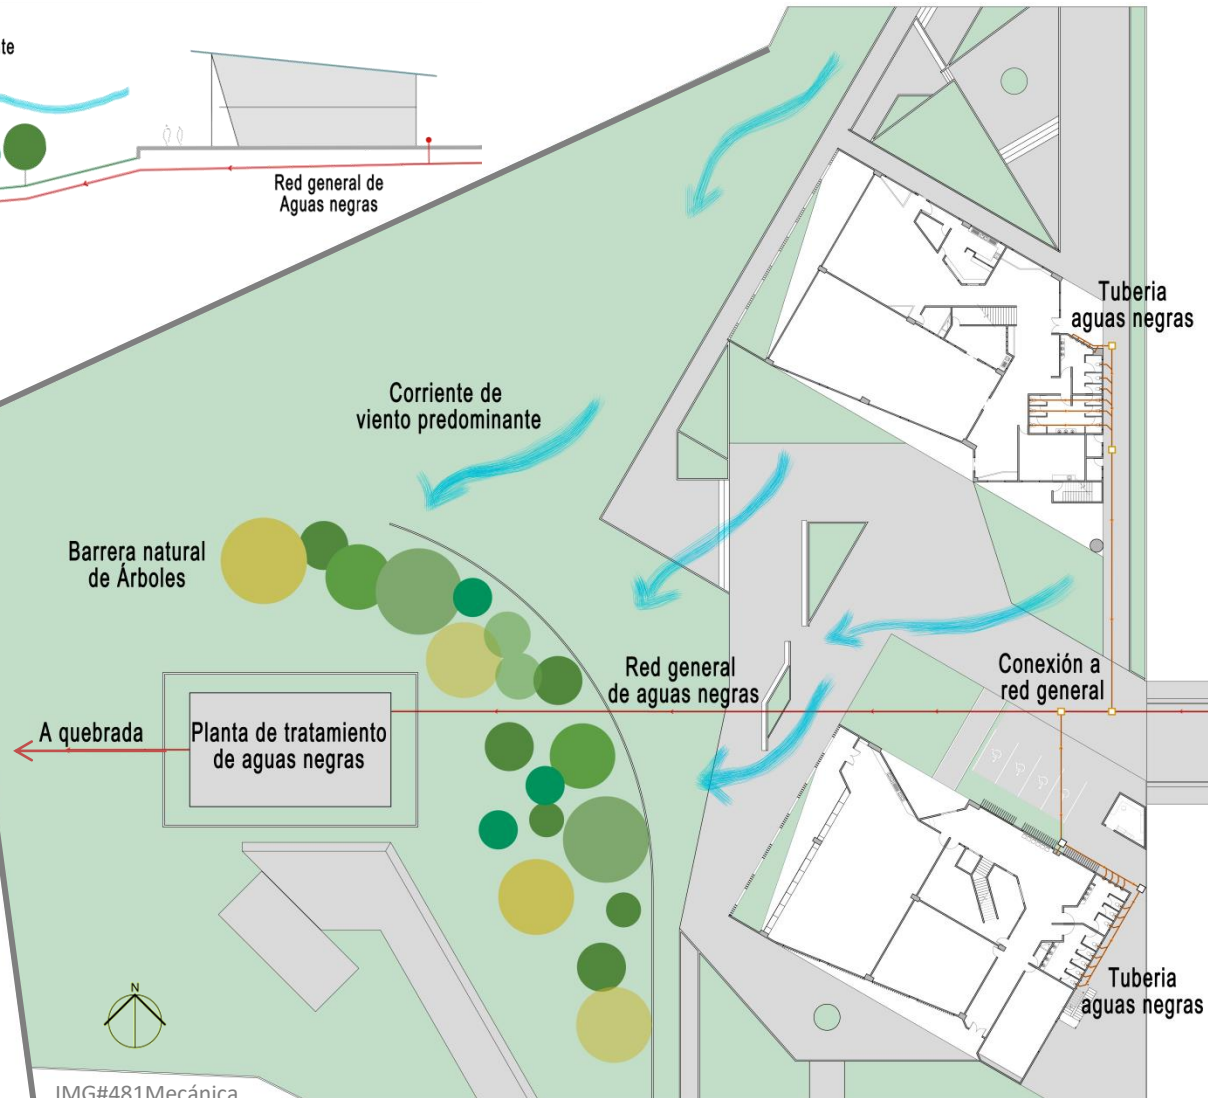 te
Red general de
Aguas negras
Tuberia
aguas negras
Corriente de
viento predominante
Barrera natural
de Árboles
Red general
de aguas negras
Conexión a
red general
A quebrada
Planta de tratamiento
de aguas negras
Tuberia
aguas negras
N
IMG#481Mecánica